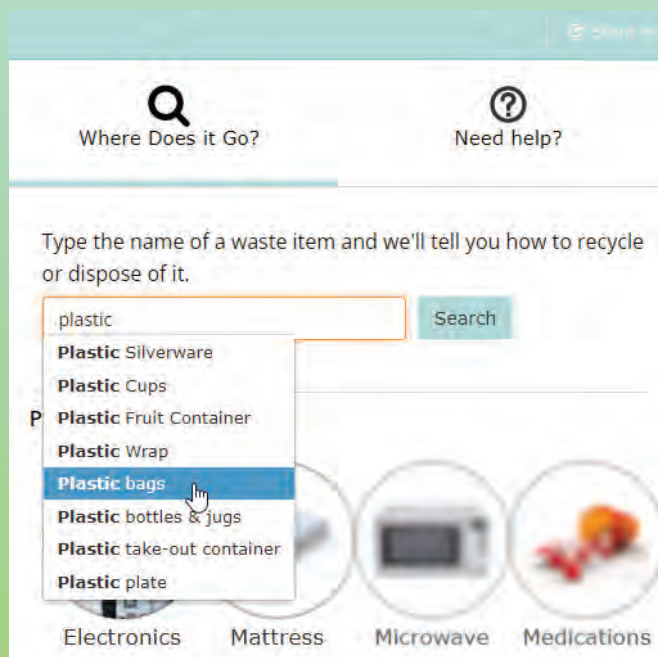 Where Does it Go?
Need help?
Type the name of a waste item and we'll tell you how to recycle
or dispose of it.
plastic
Search
Plastic Silverware
Plastic Cups
Plastic Fruit Container
Plastic Wrap
Plastic bags
Plastic bottles & jugs
Plastic take-out container
Plastic plate
Electronics
Mattress
Microwave
Medications